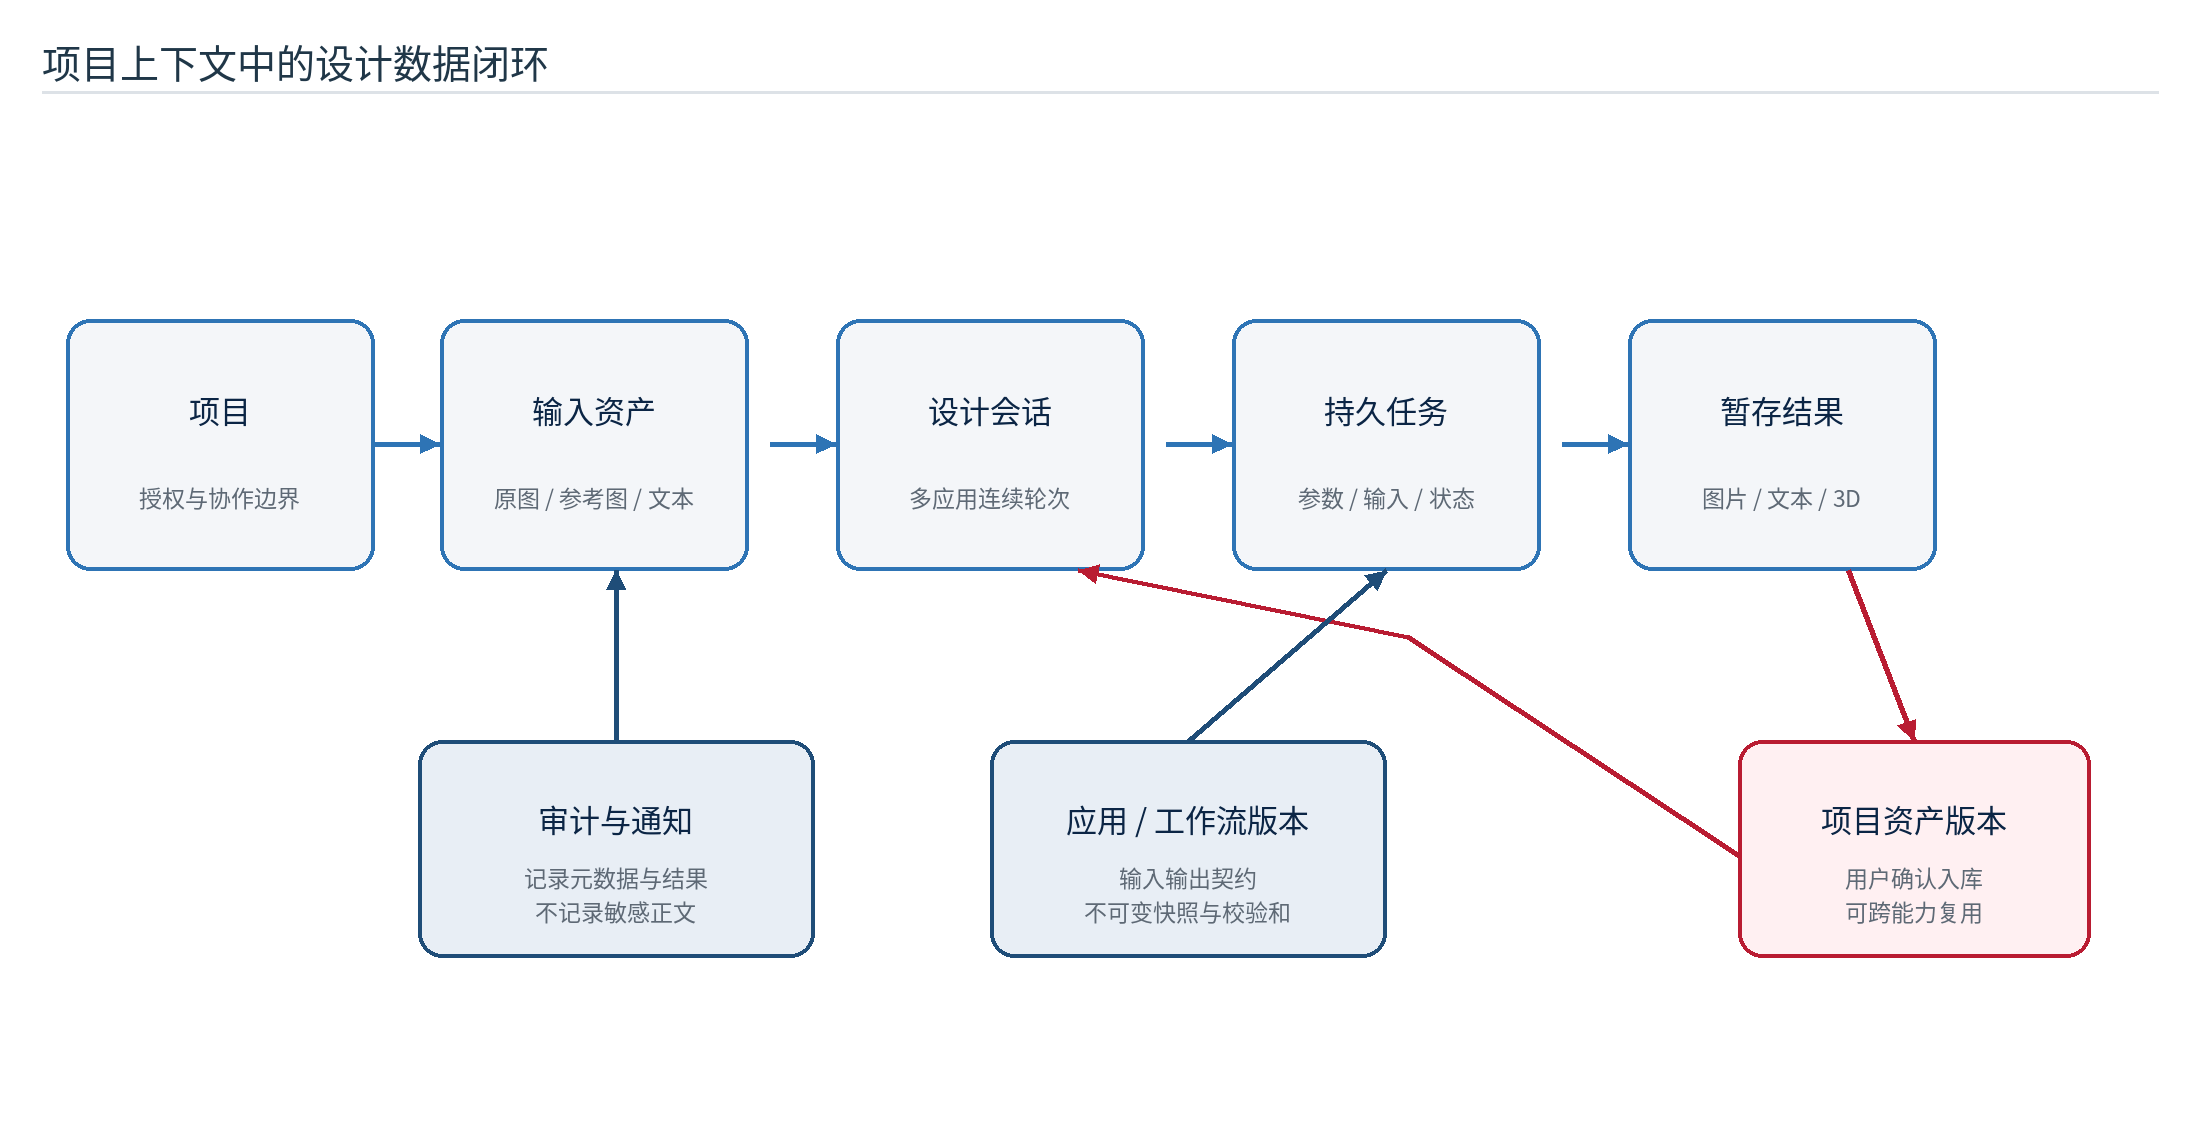 项目上下文中的设计数据闭环
项目
授权与协作边界
输入资产
原图 / 参考图 / 文本
设计会话
多应用连续轮次
持久任务
参数 / 输入 / 状态
暂存结果
图片 / 文本 / 3D
审计与通知
记录元数据与结果
不记录敏感正文
应用 / 工作流版本
输入输出契约
不可变快照与校验和
项目资产版本
用户确认入库
可跨能力复用